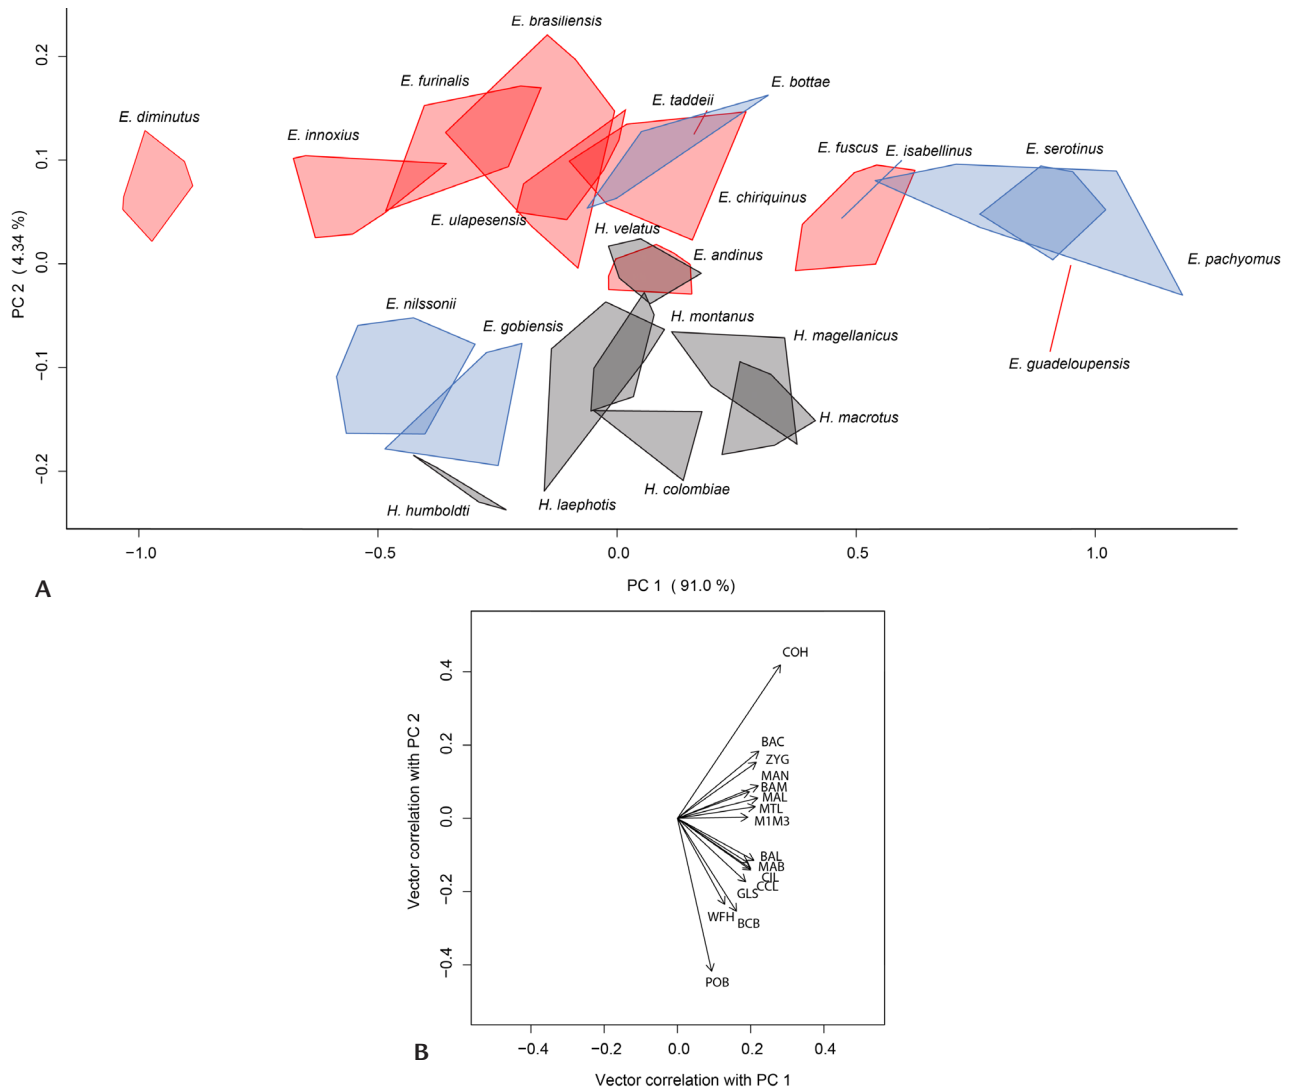 E. brasiliensis
E. furinalis
E. bottae
E. taddeii
E. diminutus
E. innoxius
E. fuscus
E. isabellinus
E. serotinus
E. chiriquinus
E. ulapesensis
H. velatus
E. andinus
E. pachyomus
E. nilssonii
E. gobiensis
H. montanus
H. magellanicus
E. guadeloupensis
H. macrotus
H. colombiae
H. laephotis
H. humboldti
PC 2 ( 4.34 %)
0.2
0.1
0.0
−0.1
−0.2
−1.0
−0.5
0.0
0.5
1.0
PC 1 ( 91.0 %)
A
COH
BAC
ZYG
MAN
BAM
MAL
MTL
M1M3
BAL
MAB
CIL
CCL
GLS
WFH
BCB
POB
Vector correlation with PC 2
0.4
0.2
0.0
−0.2
−0.4
−0.4
−0.2
0.0
0.2
0.4
Vector correlation with PC 1
B